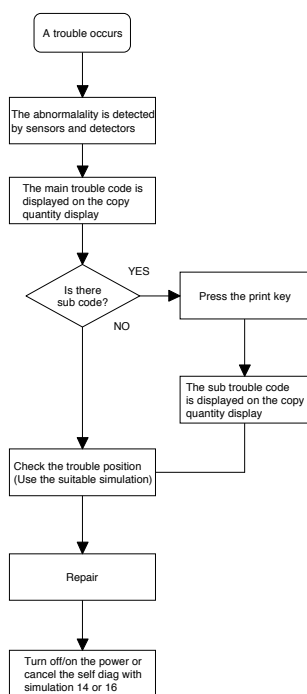 A trouble occurs
The abnormalality is detected
by sensors and detectors
The main trouble code is
displayed on the copy
quantity display
Is there
sub code?
YES
NO
Press the print key
The sub trouble code
is displayed on the copy
quantity display
Check the trouble position
(Use the suitable simulation)
Repair
Turn off/on the power or
cancel the self diag with
simulation 14 or 16